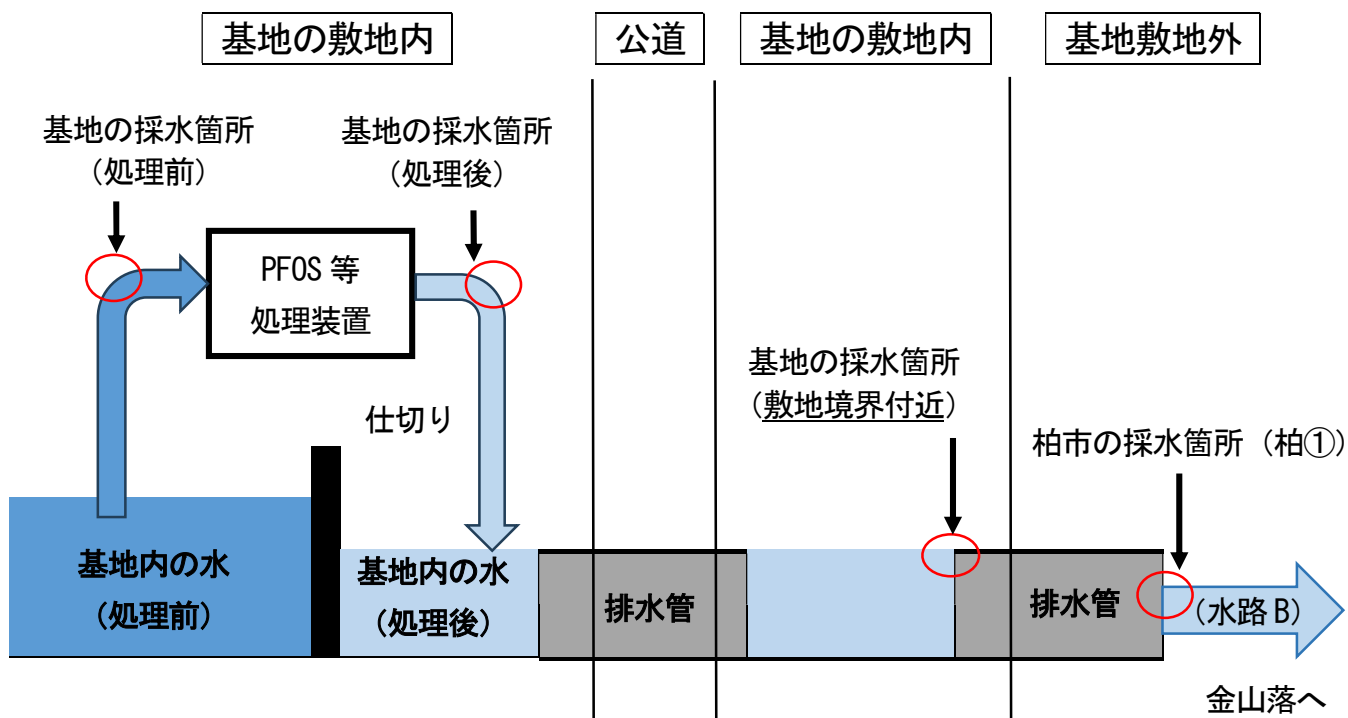 基地の敷地内
公道
基地の敷地内
基地敷地外
基地の採水箇所
（処理前）
基地の採水箇所
（処理後）
PFOS 等
処理装置
仕切り
基地の採水箇所
（敷地境界付近）
柏市の採水箇所（柏①）
基地内の水
（処理前）
基地内の水
（処理後）
排水管
排水管
（水路 B）
金山落へ